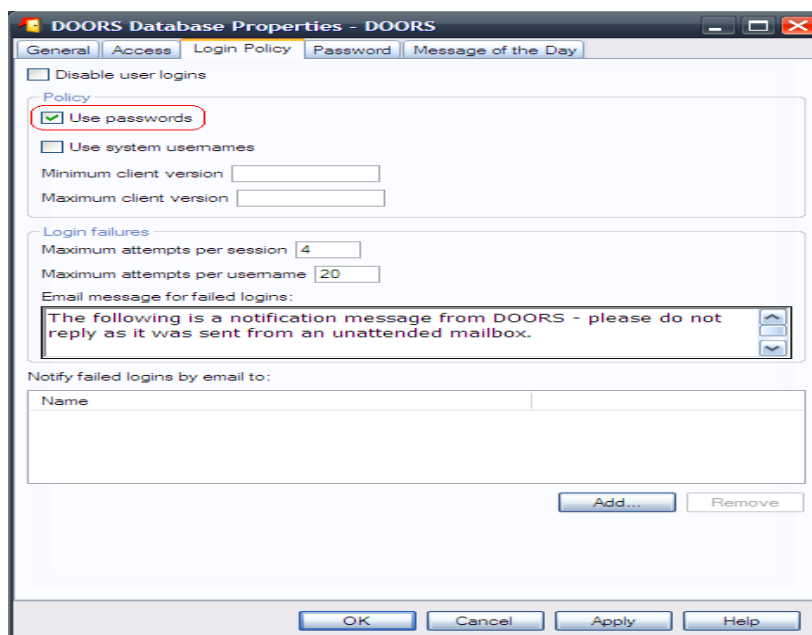 DOORS Database Properties - DOORS
General Access Login Policy Password Message of the Day
Disable user logins
Policy
Use passwords
Use system usernames
Minimum client version
Maximum client version
Login failures
Maximum attempts per session 4
Maximum attempts per username 20
Email message for failed logins:
The following is a notification message from DOORS - please do not
reply as it was sent from an unattended mailbox.
Notify failed logins by email to:
Name
Add... Remove
OK Cancel Apply Help